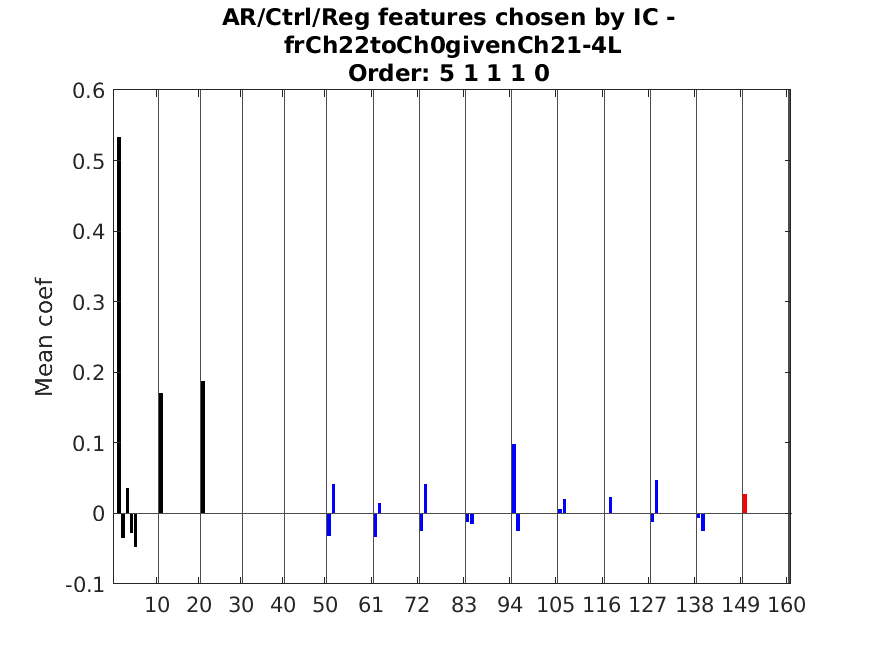 AR/Ctrl/Reg features chosen by IC -
frCh22toCh0givenCh21-4L
Order: 5 1 1 1 0
0.6
0.5
0.4
0.3
0.2
0.1
0
-0.1
Mean coef
10 20 30 40 50 61 72 83 94 105 116 127 138 149 160